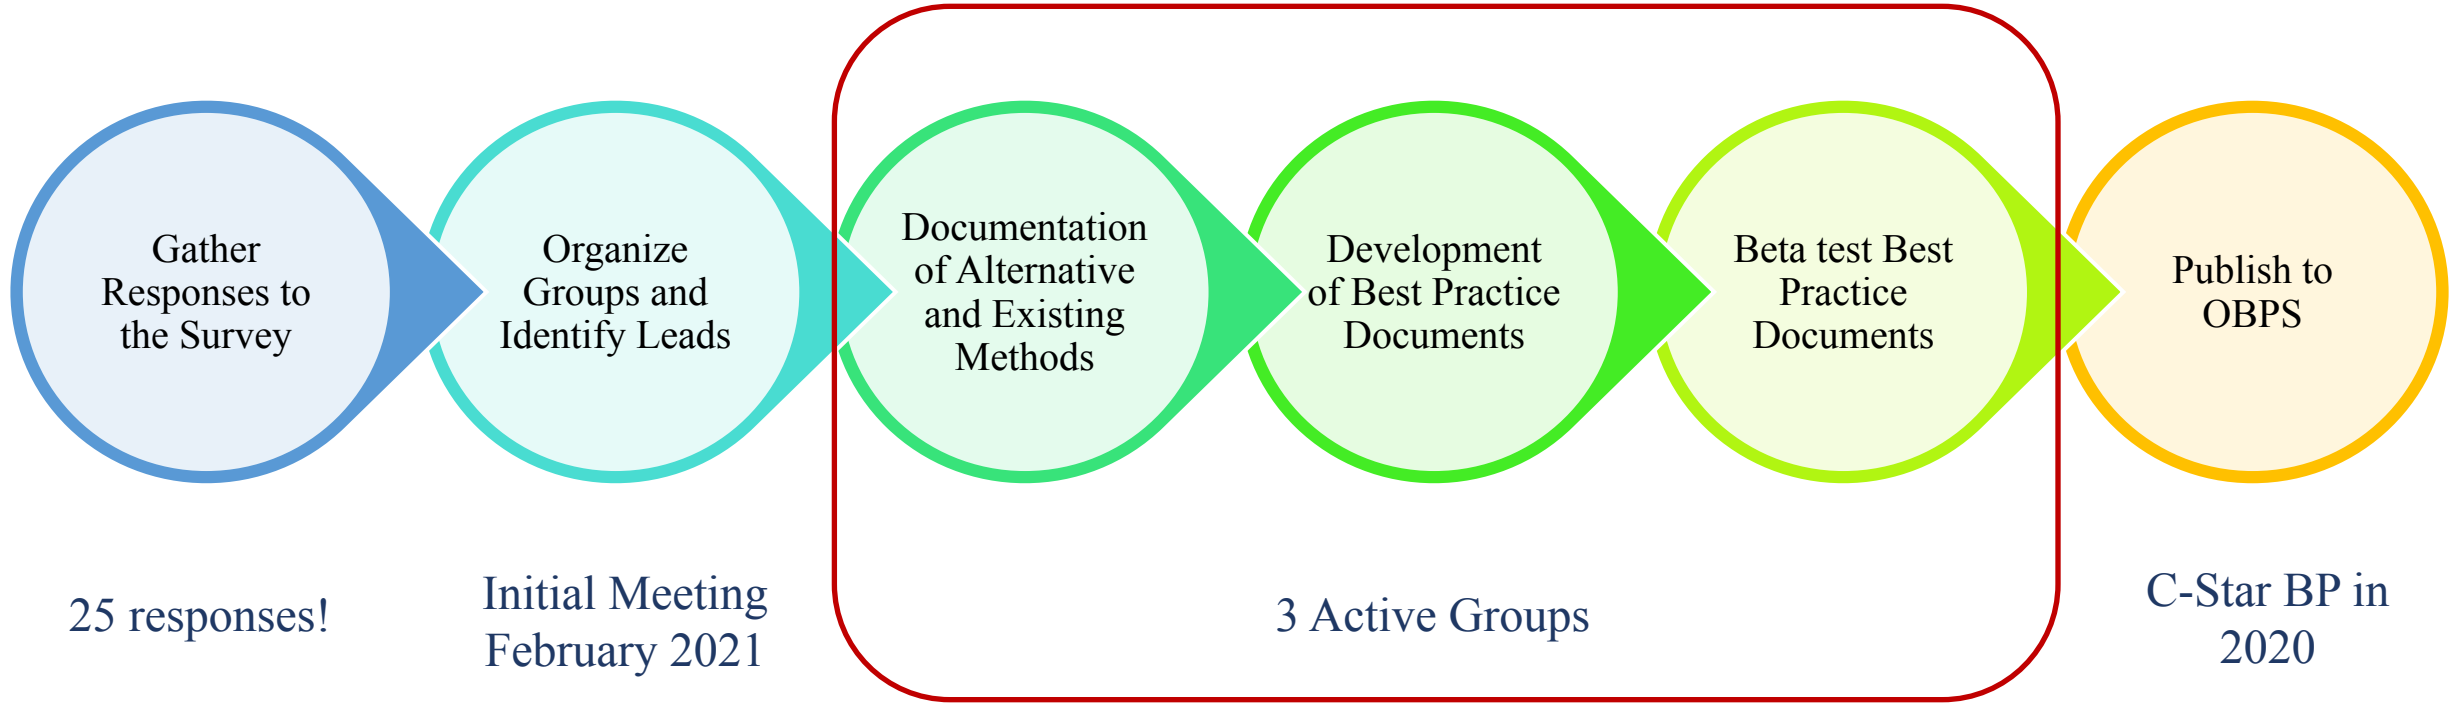 Gather
Responses to
the Survey
Organize
Groups and
Identify Leads
Documentation
of Alternative
and Existing
Methods
Development
of Best Practice
Documents
Beta test Best
Practice
Documents
Publish to
OBPS
25 responses!
Initial Meeting
February 2021
3 Active Groups
C-Star BP in
2020